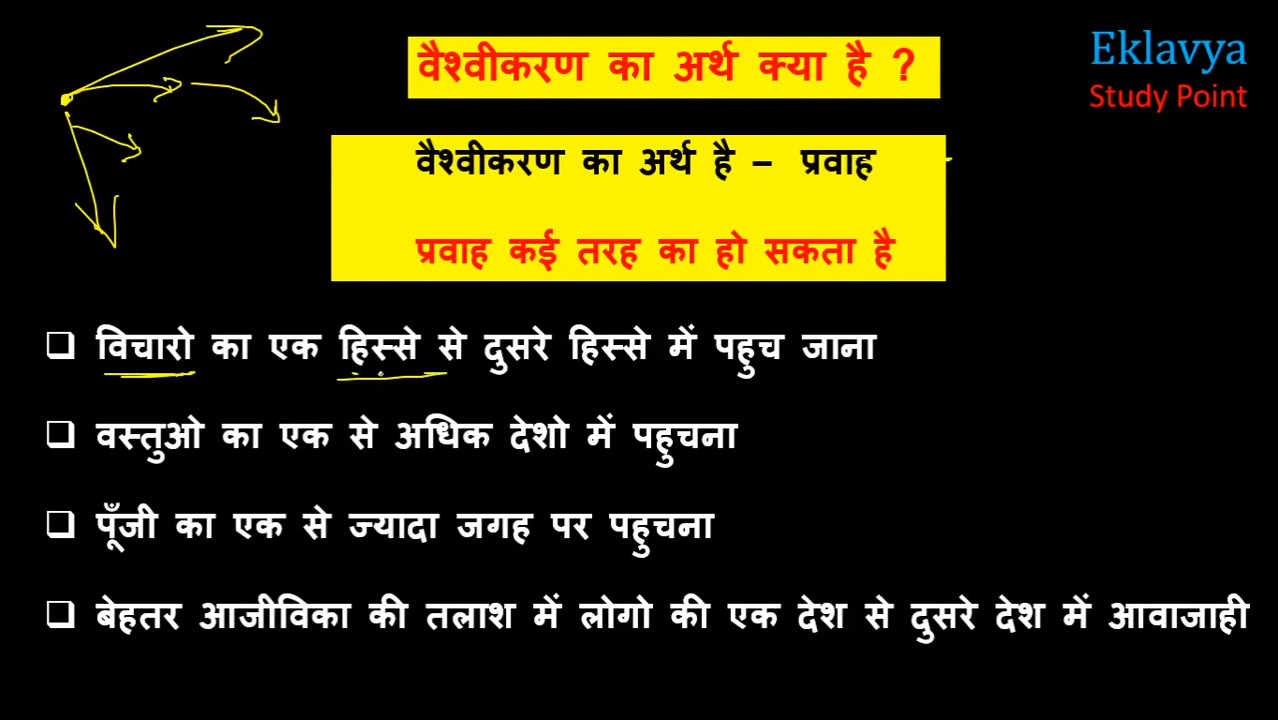 वैश्वीकरण का अर्थ क्या है ?
Eklavya
Study Point
वैश्वीकरण का अर्थ है – प्रवाह
प्रवाह कई तरह का हो सकता है
विचारो का एक हिस्से से दुसरे हिस्से में पहुच जाना
वस्तुओ का एक से अधिक देशो में पहुचना
पूँजी का एक से ज्यादा जगह पर पहुचना
बेहतर आजीविका की तलाश में लोगो की एक देश से दुसरे देश में आवाजाही